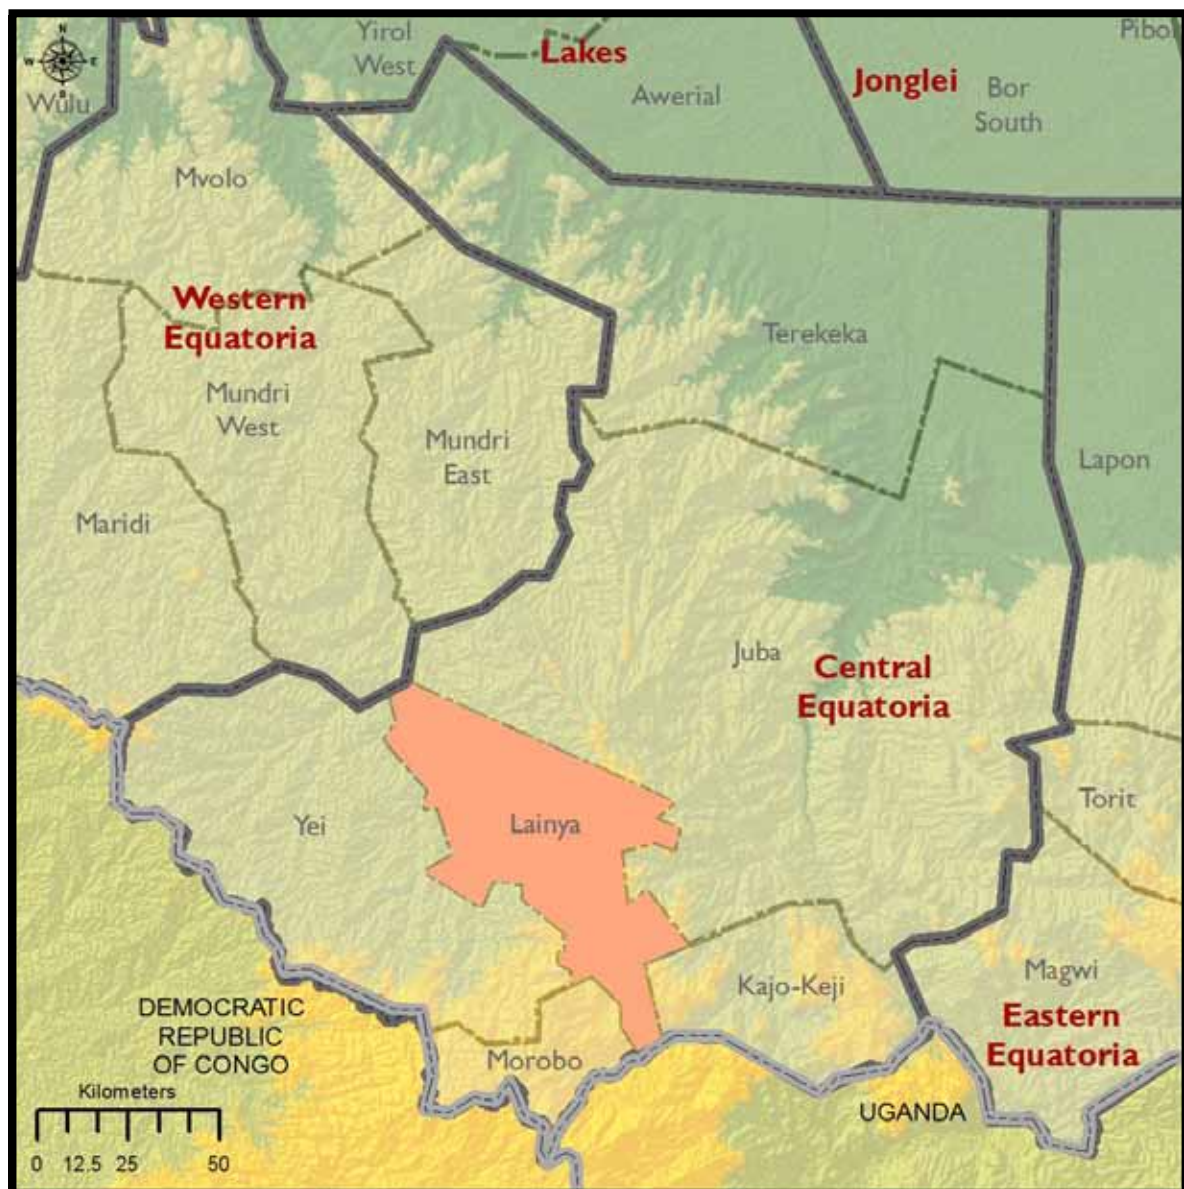 N
W E
S
Yirol
West
Lakes
Jonglei
Pibor
Wulu
Awerial
Bor
South
Mvolo
Western
Equatoria
Terekeka
Mundri
West
Mundri
East
Lapon
Maridi
Juba
Central
Equatoria
Torit
Yei
Lainya
Kajo-Keji
Magwi
Eastern
Equatoria
DEMOCRATIC
REPUBLIC
OF CONGO
Morobo
UGANDA
Kilometers
0 12.5 25 50